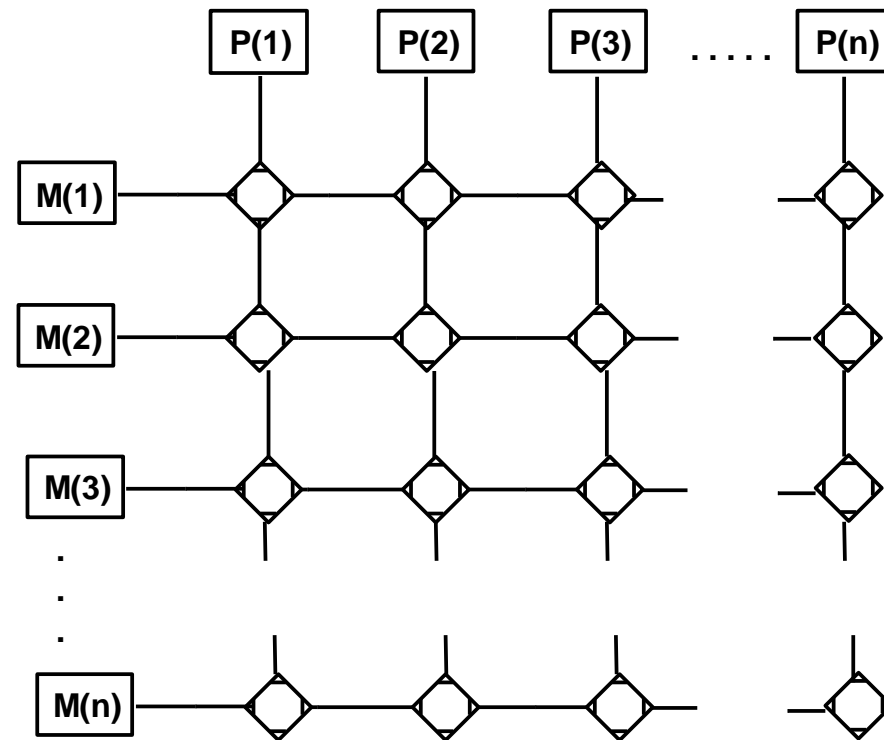 P(1) P(2) P(3) ..... P(n)
M(1)
M(2)
M(3)
.
.
.
M(n)